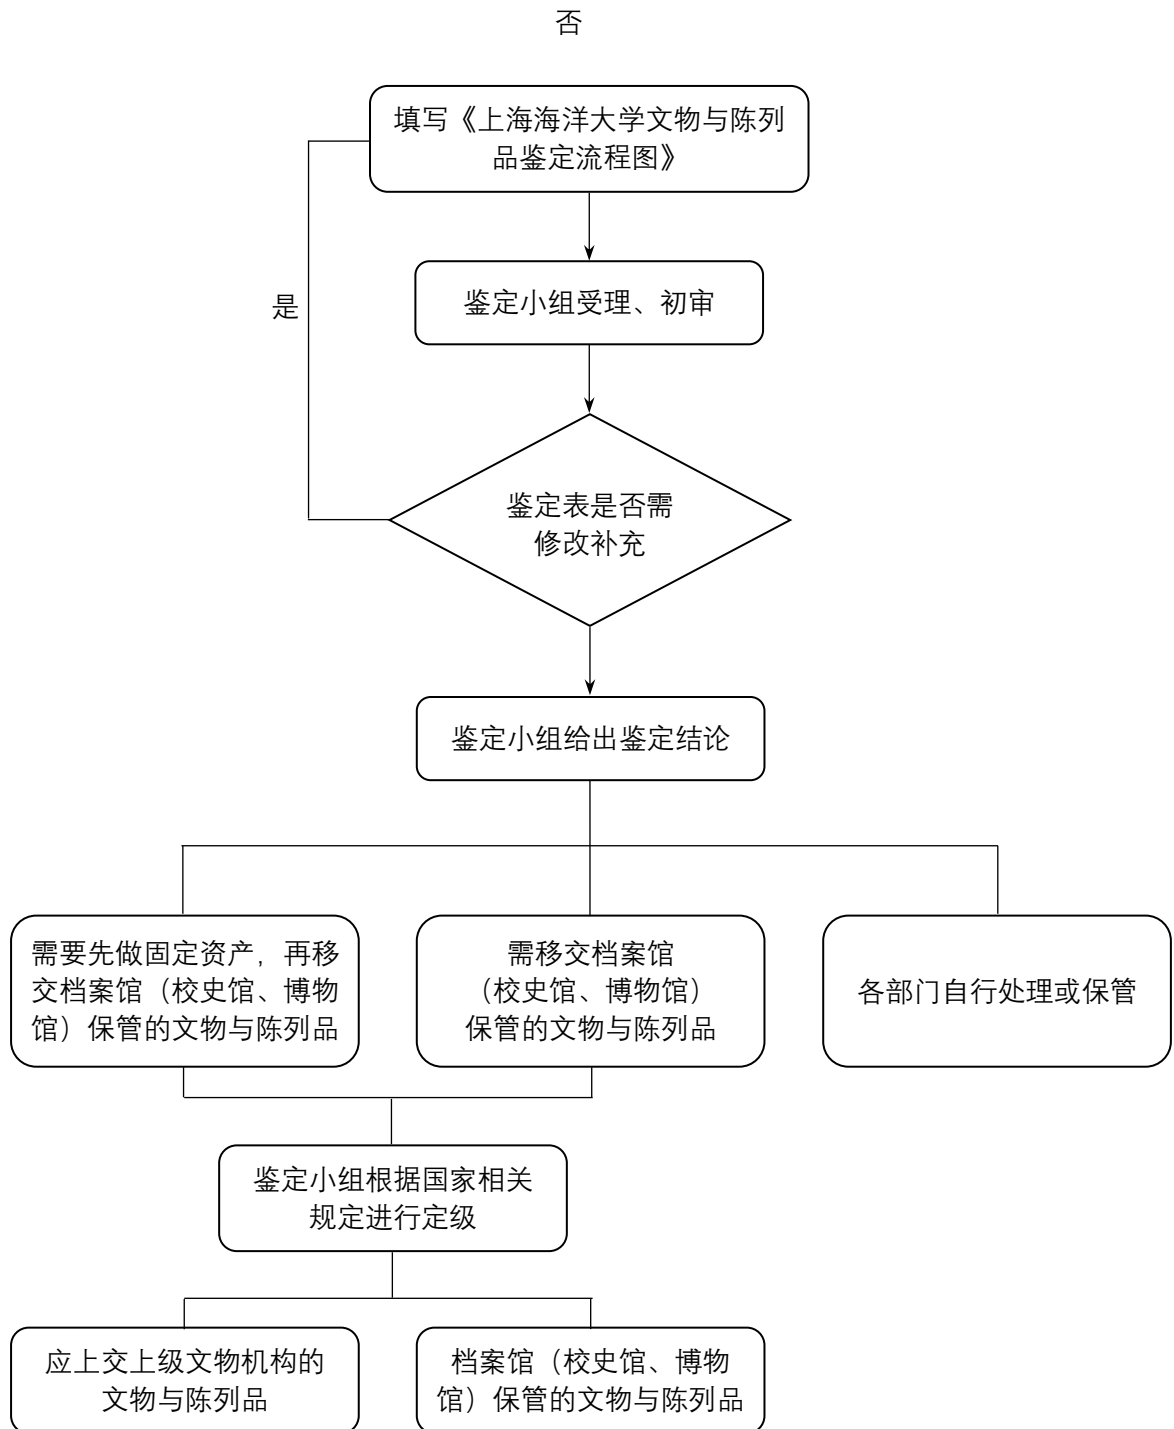 否
填写《上海海洋大学文物与陈列
品鉴定流程图》
鉴定小组受理、初审
是
鉴定表是否需
修改补充
鉴定小组给出鉴定结论
需要先做固定资产，再移
交档案馆（校史馆、博物
馆）保管的文物与陈列品
需移交档案馆
（校史馆、博物馆）
保管的文物与陈列品
各部门自行处理或保管
鉴定小组根据国家相关
规定进行定级
应上交上级文物机构的
文物与陈列品
档案馆（校史馆、博物
馆）保管的文物与陈列品